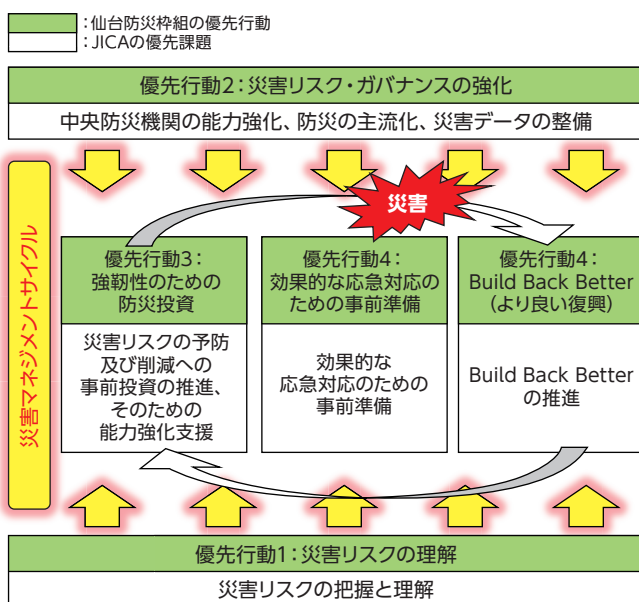 ：仙台防災枠組の優先行動
：JICAの優先課題
優先行動2：災害リスク・ガバナンスの強化
中央防災機関の能力強化、防災の主流化、災害データの整備
災害マネジメントサイクル
災害
優先行動3：
強靭性のための
防災投資
災害リスクの予防
及び削減への
事前投資の推進、
そのための
能力強化支援
優先行動4：
効果的な応急対応の
ための事前準備
効果的な
応急対応のための
事前準備
優先行動4：
Build Back Better
(より良い復興)
Build Back Better
の推進
優先行動1：災害リスクの理解
災害リスクの把握と理解